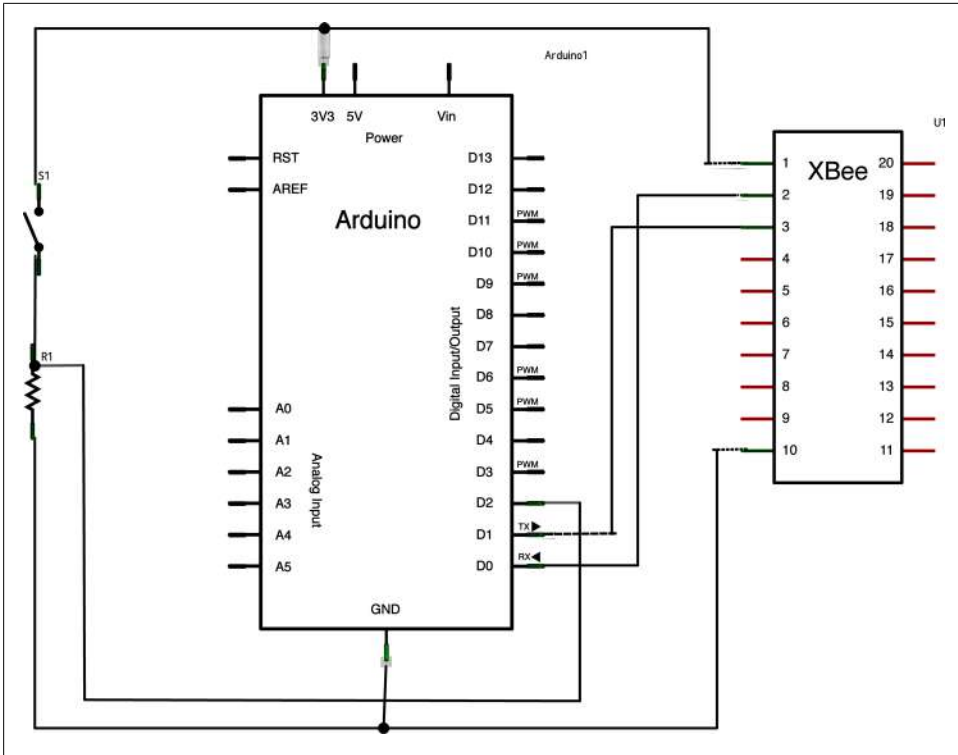 Arduino1
3V3 5V Vin
Power
U1
RST D13
AREF D12
Arduino
D11 PWM
D10 PWM
D9 PWM
D8
D7
D6 PWM
D5 PWM
D4
D3 PWM
D2
D1 TX
D0 RX
Digital Input/Output
A0
A1
A2
A3
A4
A5
Analog Input
GND
S1
R1
XBee
1 20
2 19
3 18
4 17
5 16
6 15
7 14
8 13
9 12
10 11